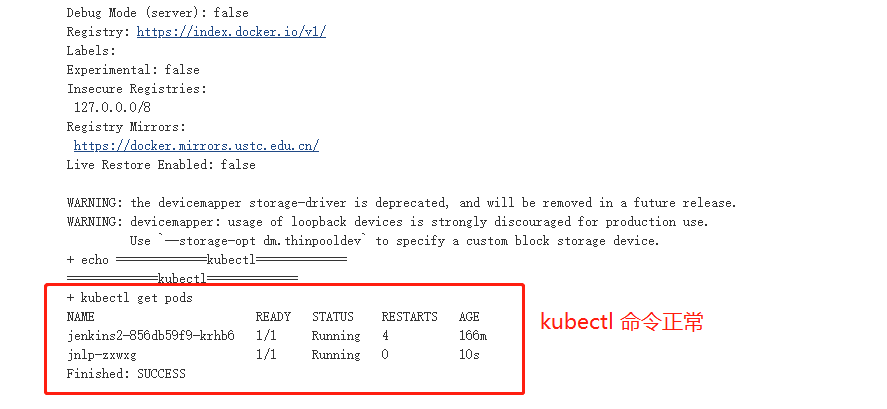 Debug Mode (server): false
Registry: https://index.docker.io/v1/
Labels:
Experimental: false
Insecure Registries:
127.0.0.0/8
Registry Mirrors:
https://docker.mirrors.ustc.edu.cn/
Live Restore Enabled: false
WARNING: the devicemapper storage-driver is deprecated, and will be removed in a future release.
WARNING: devicemapper: usage of loopback devices is strongly discouraged for production use.
Use `--storage-opt dm.thinpooldev` to specify a custom block storage device.
+ echo =============kubectl=============
=============kubectl=============
+ kubectl get pods
NAME READY STATUS RESTARTS AGE
jenkins2-856db59f9-krhb6 1/1 Running 4 166m
jnlp-zxwxg 1/1 Running 0 10s
Finished: SUCCESS
kubectl 命令正常